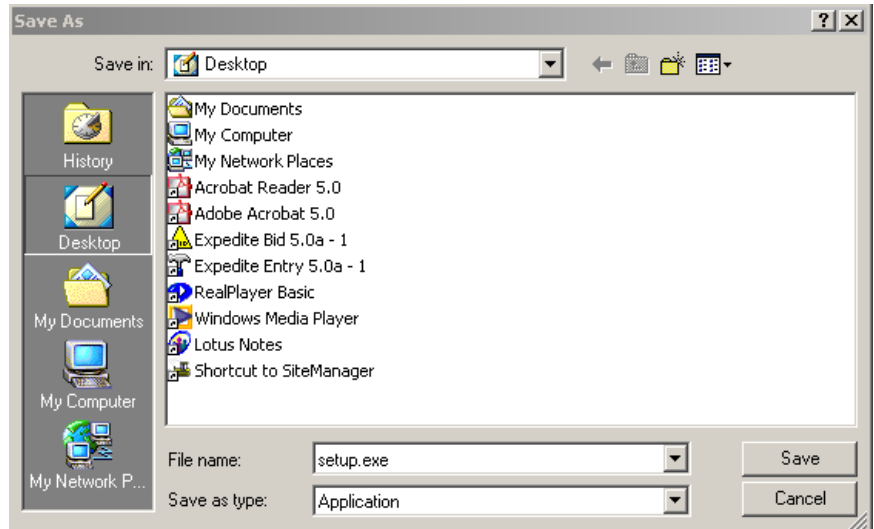 Save As
Save in: Desktop
History
Desktop
My Documents
My Computer
My Network P...
My Documents
My Computer
My Network Places
Acrobat Reader 5.0
Adobe Acrobat 5.0
Expedite Bid 5.0a - 1
Expedite Entry 5.0a - 1
RealPlayer Basic
Windows Media Player
Lotus Notes
Shortcut to SiteManager
File name: setup.exe Save
Save as type: Application Cancel